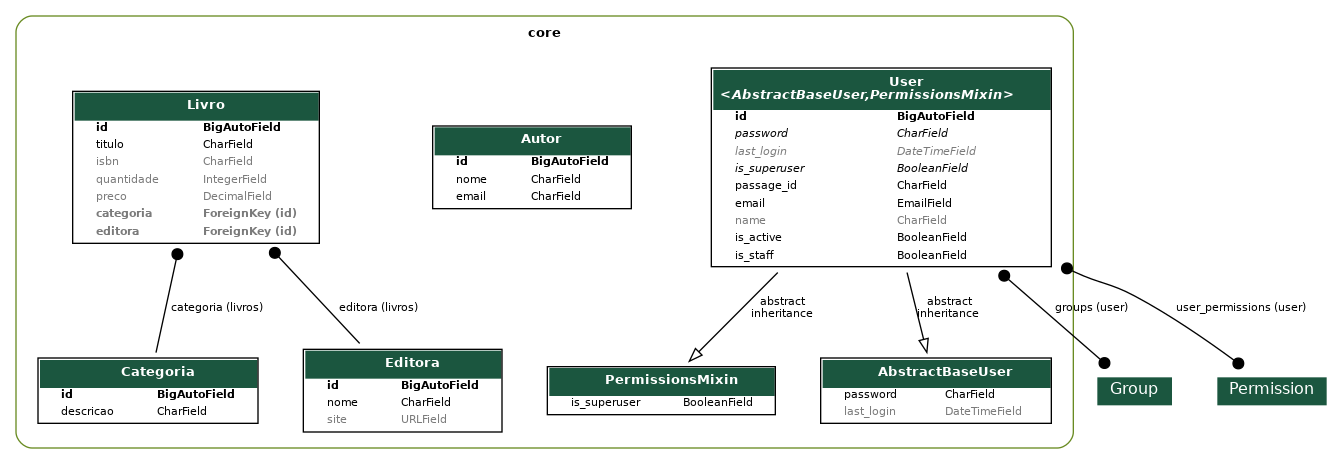 core
Livro
id BigAutoField
titulo CharField
isbn CharField
quantidade IntegerField
preco DecimalField
categoria ForeignKey (id)
editora ForeignKey (id)
Autor
id BigAutoField
nome CharField
email CharField
User
<AbstractBaseUser,PermissionsMixin>
id BigAutoField
password CharField
last_login DateTimeField
is_superuser BooleanField
passage_id CharField
email EmailField
name CharField
is_active BooleanField
is_staff BooleanField
categoria (livros)
editora (livros)
abstract
inheritance
abstract
inheritance
groups (user)
user_permissions (user)
Categoria
id BigAutoField
descricao CharField
Editora
id BigAutoField
nome CharField
site URLField
PermissionsMixin
is_superuser BooleanField
AbstractBaseUser
password CharField
last_login DateTimeField
Group
Permission